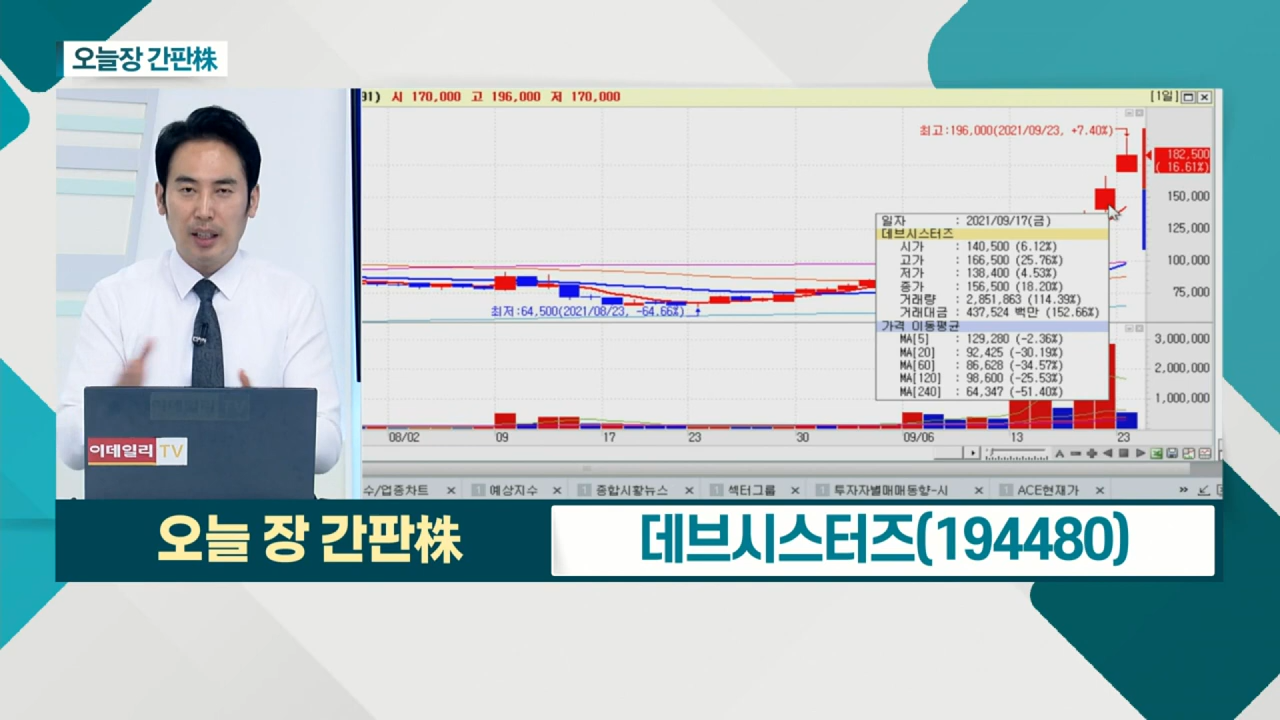 오늘장 간판株
31) 시 170,000 고 196,000 저 170,000
[1일]
최고:196,000(2021/09/23, +7.40%)
182,500
( 16.61%)
150,000
125,000
100,000
75,000
일자 : 2021/09/17(금)
데브시스터즈
시가 : 140,500 (6.12%)
고가 : 166,500 (25.76%)
저가 : 138,400 (4.53%)
종가 : 156,500 (18.20%)
거래량 : 2,851,863 (114.39%)
거래대금 : 437,524 백만 (152.66%)
가격 이동평균
MA[5] : 129,280 (-2.36%)
MA[20] : 92,425 (-30.19%)
MA[60] : 86,628 (-34.57%)
MA[120] : 98,600 (-25.53%)
MA[240] : 64,347 (-51.40%)
최저:64,500(2021/08/23, -64.66%)
3,000,000
2,000,000
1,000,000
08/02 09 17 23 30 09/06 13 23
이데일리 TV
수/업종차트 × 1 예상지수 × 1 종합시황뉴스 × 1 섹터그룹 × 1 투자자별매매동향-시 × 1 ACE현재가 × »
오늘 장 간판株
데브시스터즈(194480)